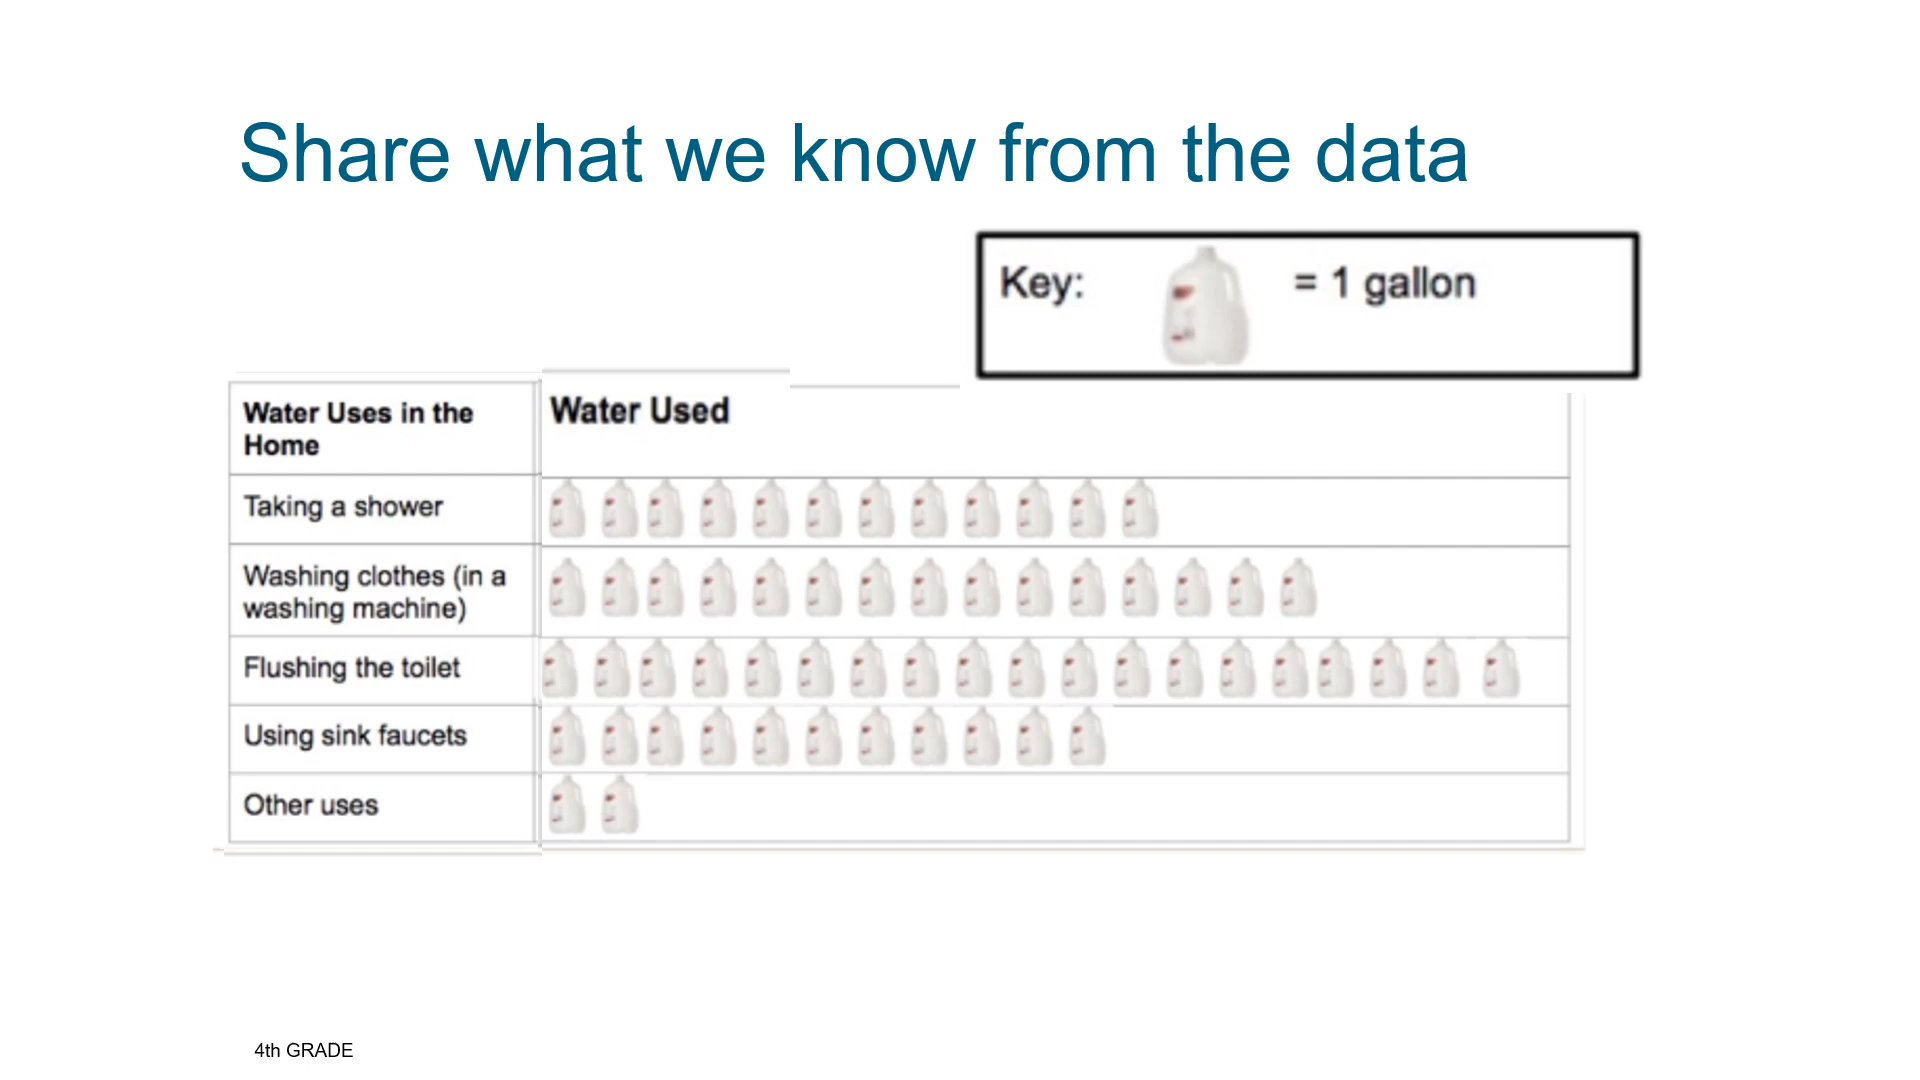 Share what we know from the data
Key: = 1 gallon
Water Uses in the
Home
Water Used
Taking a shower
Washing clothes (in a
washing machine)
Flushing the toilet
Using sink faucets
Other uses
4th GRADE